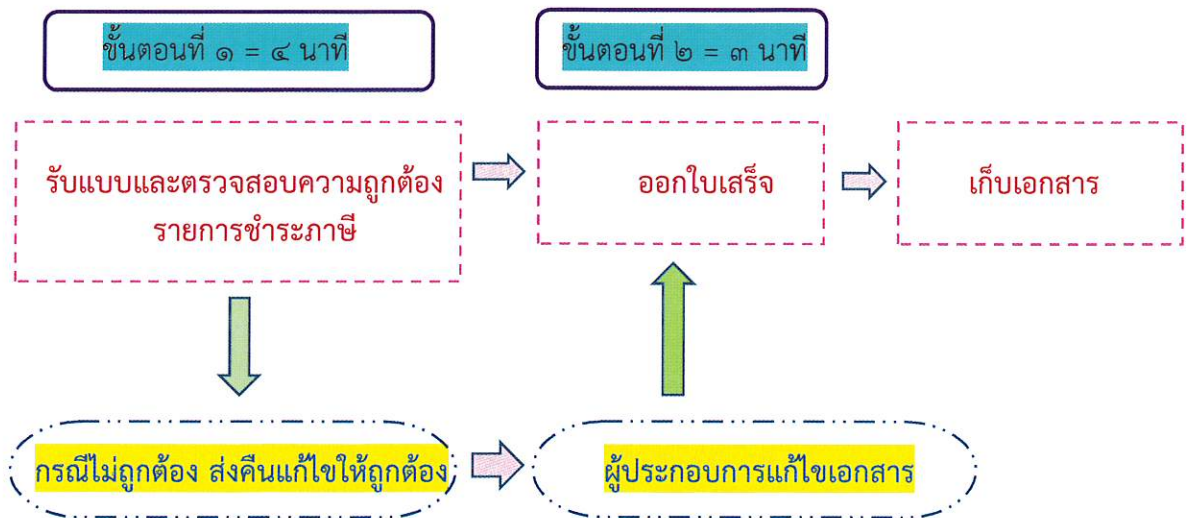 ขั้นตอนที่ ๑ = ๔ นาที
ขั้นตอนที่ ๒ = ๓ นาที
รับแบบและตรวจสอบความถูกต้อง
รายการชำระภาษี
ออกใบเสร็จ
เก็บเอกสาร
กรณีไม่ถูกต้อง ส่งคืนแก้ไขให้ถูกต้อง
ผู้ประกอบการแก้ไขเอกสาร